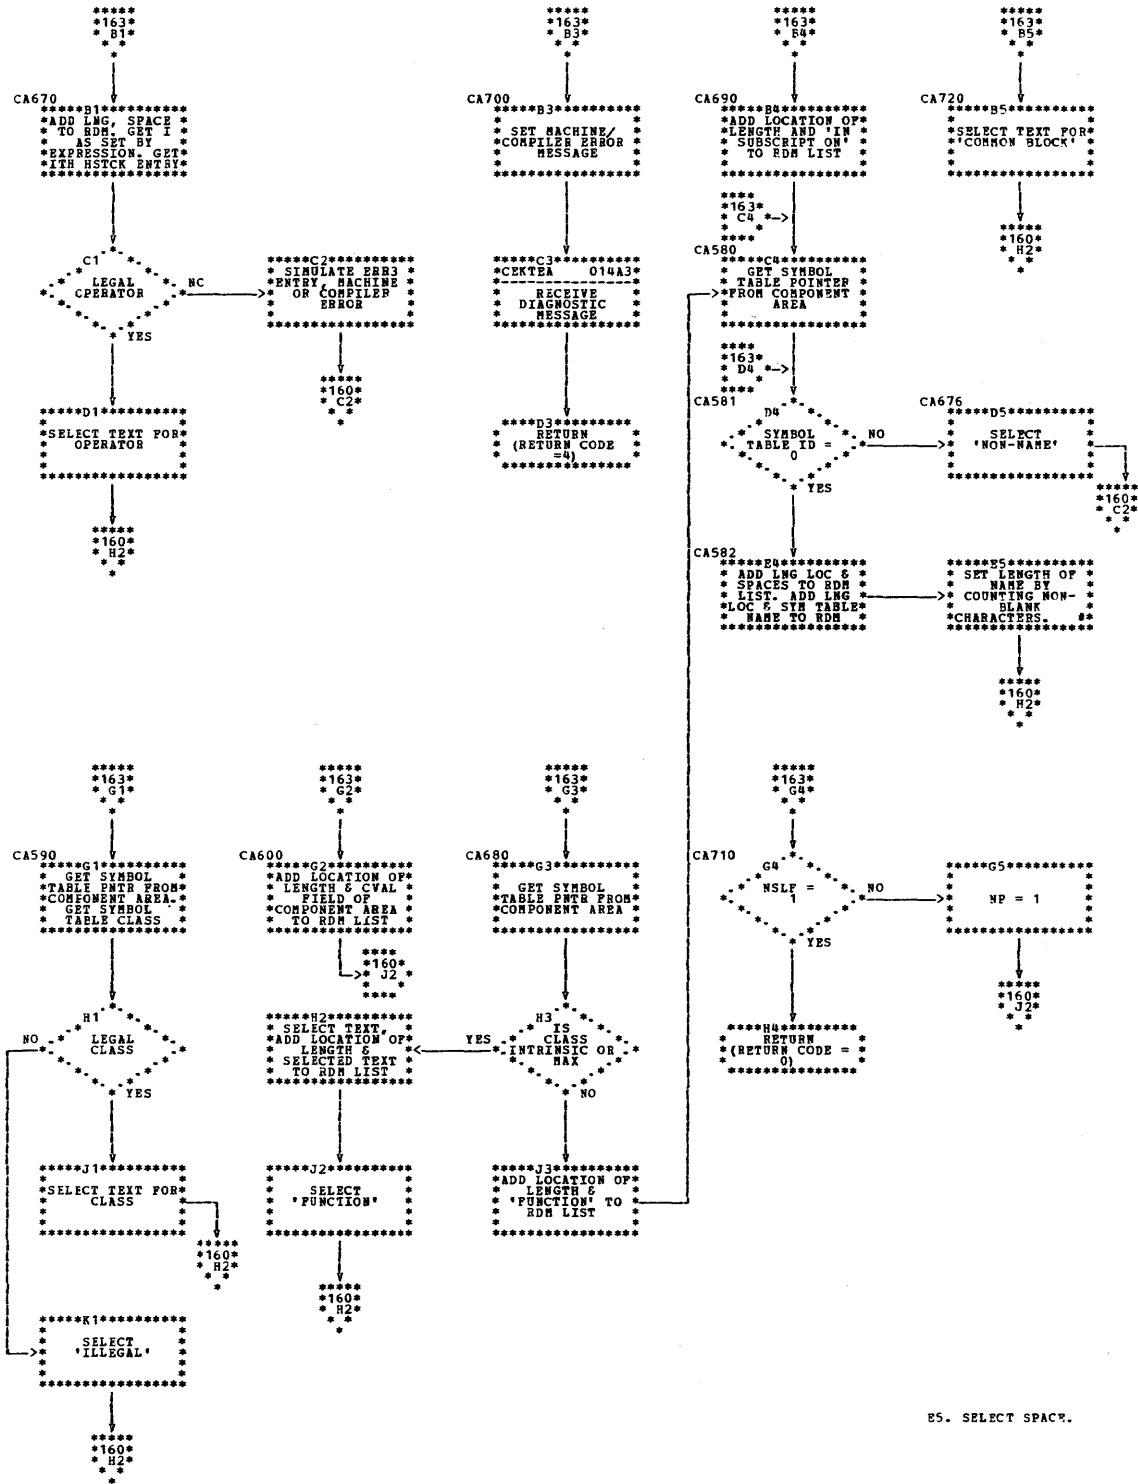 163
B1
163
B3
163
B4
163
B5
CA670
B1
ADD LNG, SPACE
TO RDM. GET I
AS SET BY
EXPRESSION. GET
ITH HSTCK ENTRY
CA700
B3
SET MACHINE/
COMPILER ERROR
MESSAGE
CA690
B4
ADD LOCATION OF
LENGTH AND 'IN
SUBSCRIPT ON'
TO RDM LIST
CA720
B5
SELECT TEXT FOR
'COMMON BLOCK'
163
C4
160
H2
C1
LEGAL
OPERATOR
NO
YES
C2
SIMULATE ERR3
ENTRY, MACHINE
OR COMPILER
ERROR
C3
CEKTEA 014A3
RECEIVE
DIAGNOSTIC
MESSAGE
CA580
C4
GET SYMBOL
TABLE POINTER
FROM COMPONENT
AREA
160
C2
163
D4
D1
SELECT TEXT FOR
OPERATOR
D3
RETURN
(RETURN CODE
=4)
CA581
D4
SYMBOL
TABLE ID =
0
NO
YES
CA676
D5
SELECT
'NON-NAME'
160
C2
160
H2
CA582
E4
ADD LNG LOC &
SPACES TO RDM
LIST. ADD LNG
LOC & SYM TABLE
NAME TO RDM
E5
SET LENGTH OF
NAME BY
COUNTING NON-
BLANK
CHARACTERS. ##
160
H2
163
G1
163
G2
163
G3
163
G4
CA590
G1
GET SYMBOL
TABLE PNTR FROM
COMPONENT AREA.
GET SYMBOL
TABLE CLASS
CA600
G2
ADD LOCATION OF
LENGTH & CVAL
FIELD OF
COMPONENT AREA
TO RDM LIST
CA680
G3
GET SYMBOL
TABLE PNTR FROM
COMPONENT AREA
CA710
G4
NSLF =
1
NO
YES
G5
NP = 1
160
J2
160
J2
H1
LEGAL
CLASS
NO
YES
H2
SELECT TEXT,
ADD LOCATION OF
LENGTH &
SELECTED TEXT
TO RDM LIST
H3
IS
CLASS
INTRINSIC OR
MAX
YES
NO
H4
RETURN
(RETURN CODE =
0)
J1
SELECT TEXT FOR
CLASS
J2
SELECT
'FUNCTION'
J3
ADD LOCATION OF
LENGTH &
'FUNCTION' TO
RDM LIST
160
H2
160
H2
K1
SELECT
'ILLEGAL'
160
H2
E5. SELECT SPACE.